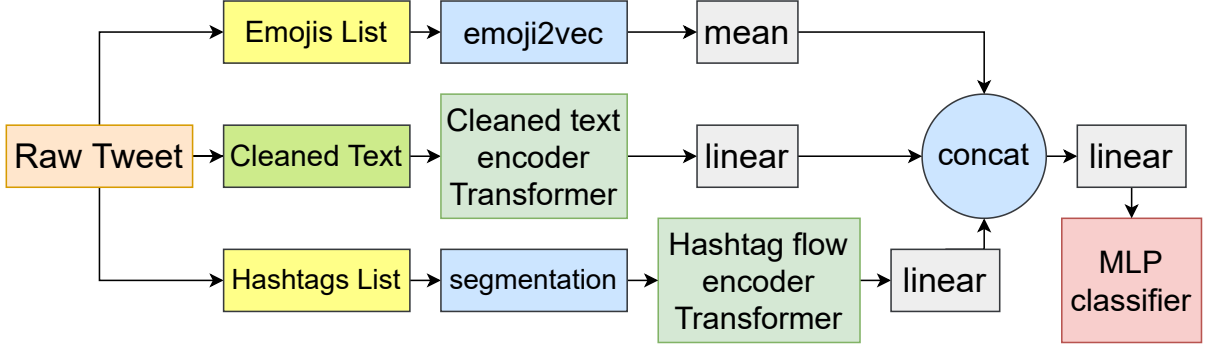 Emojis List
emoji2vec
mean
Raw Tweet
Cleaned Text
Cleaned text
encoder
Transformer
linear
concat
linear
Hashtags List
segmentation
Hashtag flow
encoder
Transformer
linear
MLP
classifier